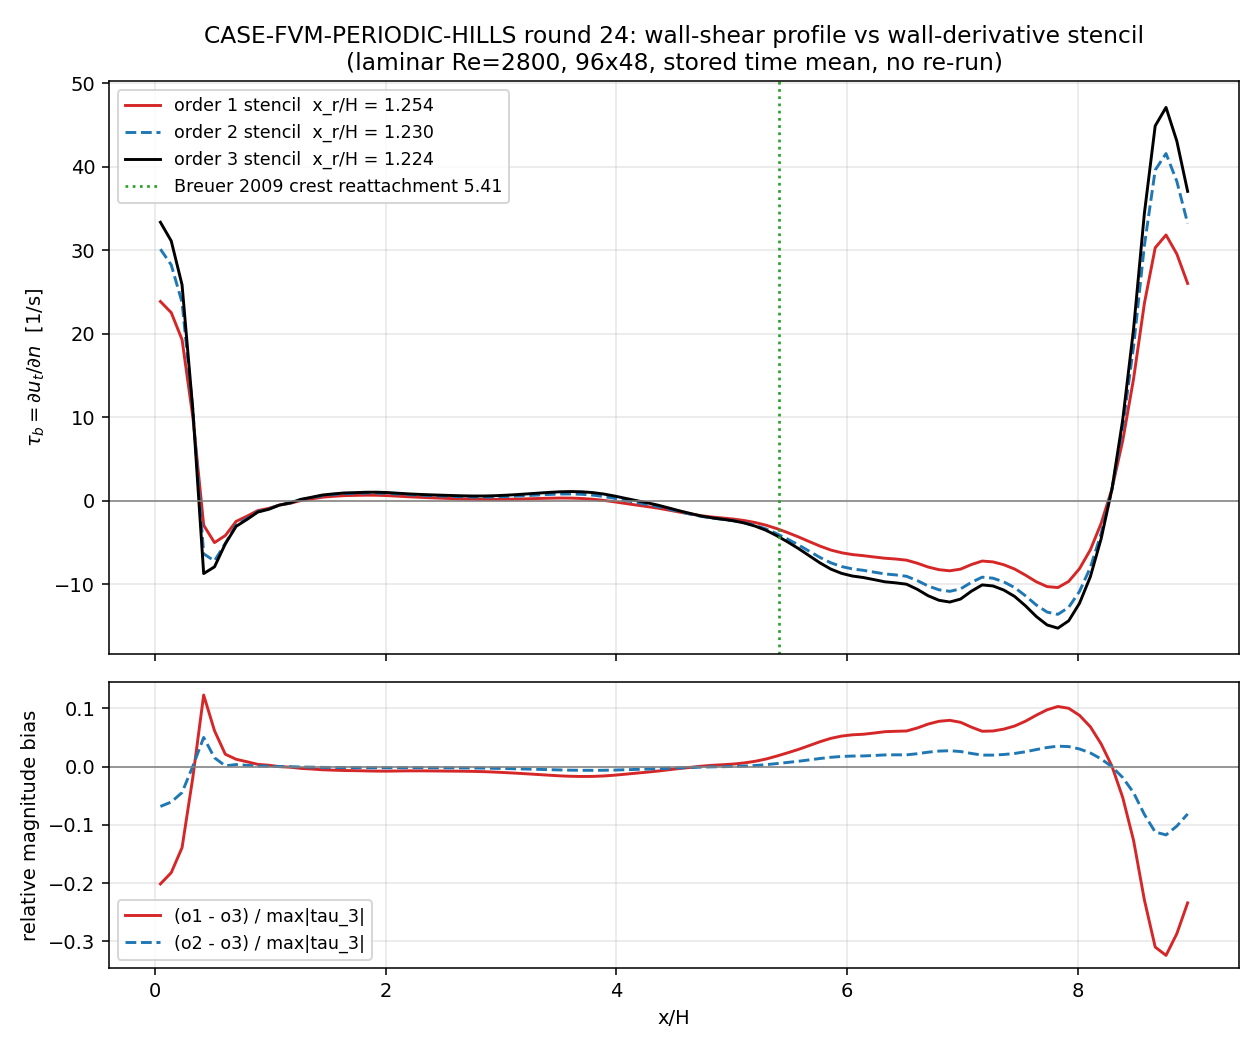 CASE-FVM-PERIODIC-HILLS round 24: wall-shear profile vs wall-derivative stencil
(laminar Re=2800, 96x48, stored time mean, no re-run)
order 1 stencil  x_r/H = 1.254
order 2 stencil  x_r/H = 1.230
order 3 stencil  x_r/H = 1.224
Breuer 2009 crest reattachment 5.41
50
40
30
20
10
0
−10
τ_b = ∂u_t/∂n  [1/s]
0.1
0.0
−0.1
−0.2
−0.3
relative magnitude bias
(o1 - o3) / max|tau_3|
(o2 - o3) / max|tau_3|
0 2 4 6 8
x/H